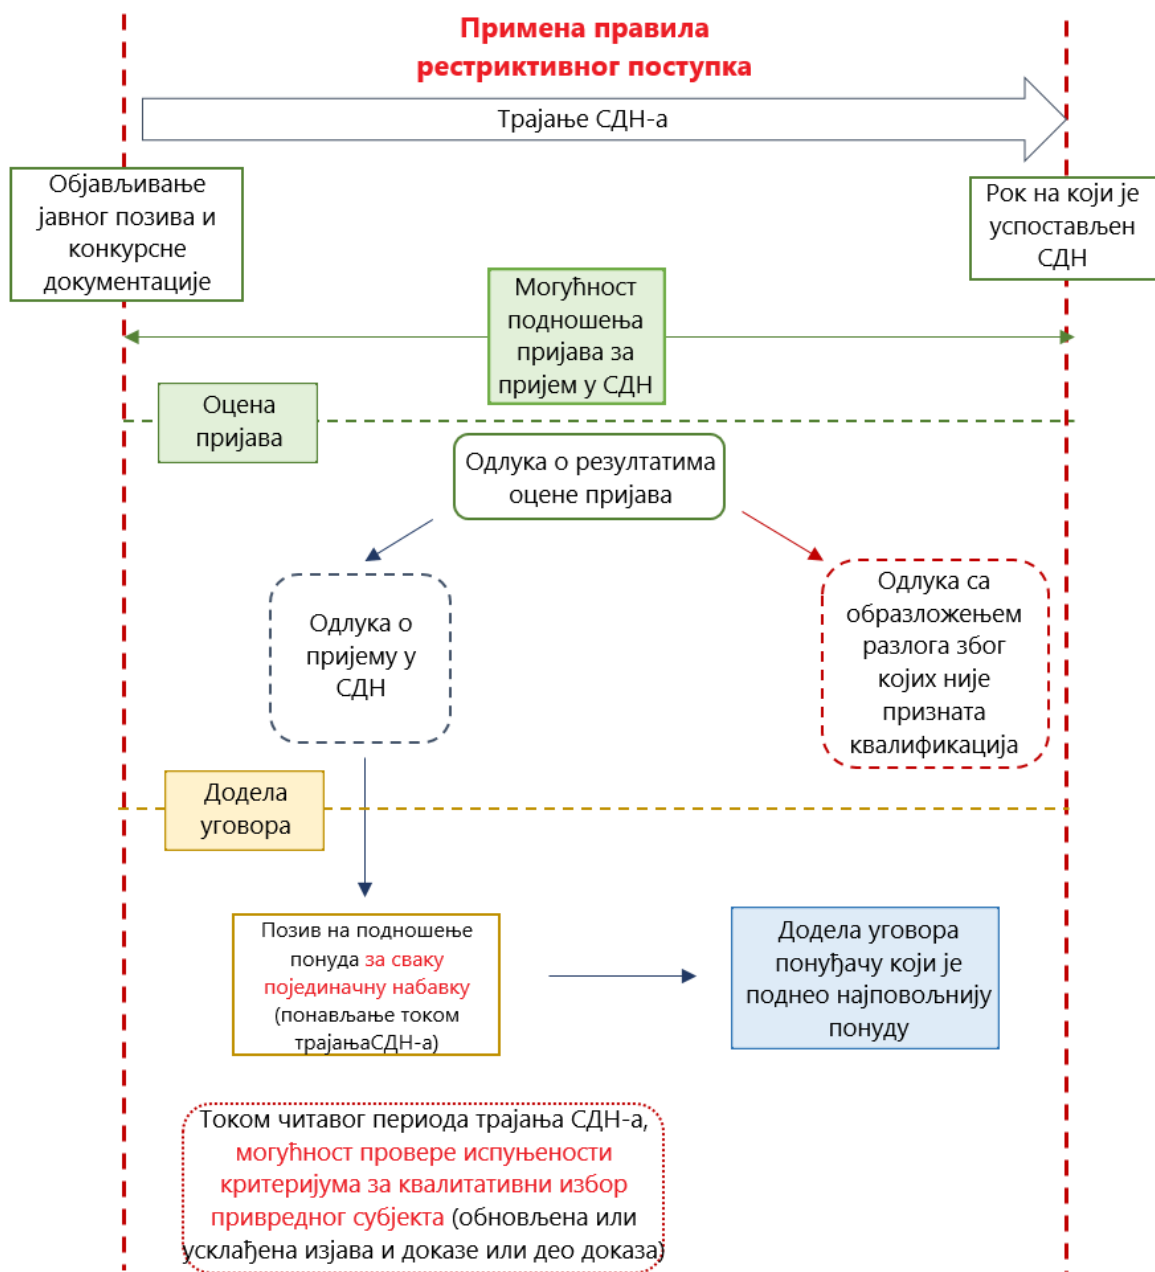 Примена правила
рестриктивног поступка
Трајање СДН-а
Објављивање
јавног позива и
конкурсне
документације
Рок на који је
успостављен
СДН
Могућност
подношења
пријава за
пријем у СДН
Оцена
пријава
Одлука о резултатима
оцене пријава
Одлука о
пријему у
СДН
Одлука са
образложењем
разлога због
којих није
призната
квалификација
Додела
уговора
Позив на подношење
понуда за сваку
појединачну набавку
(понављање током
трајањаСДН-а)
Додела уговора
понуђачу који је
поднео најповољнију
понуду
Током читавог периода трајања СДН-а,
могућност провере испуњености
критеријума за квалитативни избор
привредног субјекта (обновљена или
усклађена изјава и доказе или део доказа)